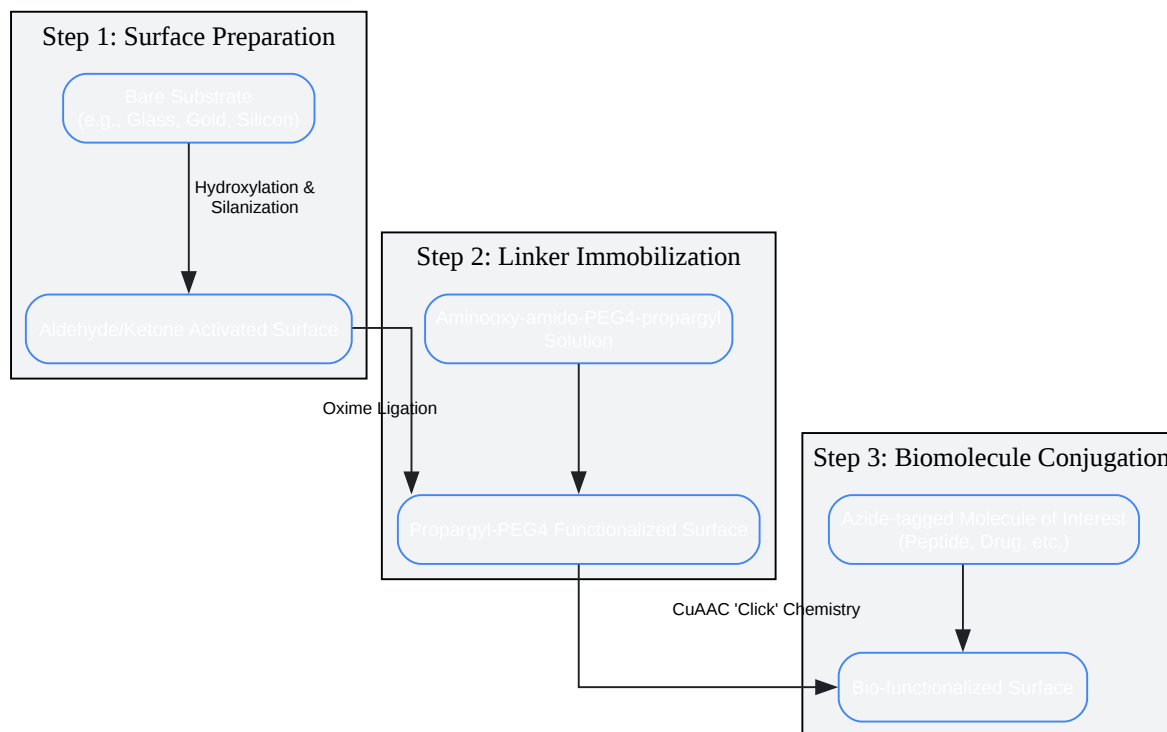 Step 1: Surface Preparation
Bare Substrate
(e.g., Glass, Gold, Silicon)
Hydroxylation &
Silanization
Aldehyde/Ketone Activated Surface
Step 2: Linker Immobilization
Aminooxy-amido-PEG4-propargyl
Solution
Oxime Ligation
Propargyl-PEG4 Functionalized Surface
Step 3: Biomolecule Conjugation
Azide-tagged Molecule of Interest
(Peptide, Drug, etc.)
CuAAC 'Click' Chemistry
Bio-functionalized Surface